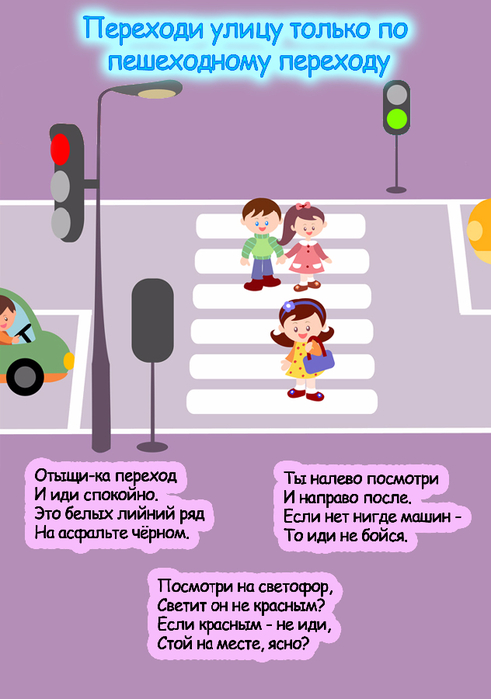 Переходи улицу только по
пешеходному переходу
Отыщи-ка переход
И иди спокойно.
Это белых лийний ряд
На асфальте чёрном.
Ты налево посмотри
И направо после.
Если нет нигде машин -
То иди не бойся.
Посмотри на светофор,
Светит он не красным?
Если красным - не иди,
Стой на месте, ясно?